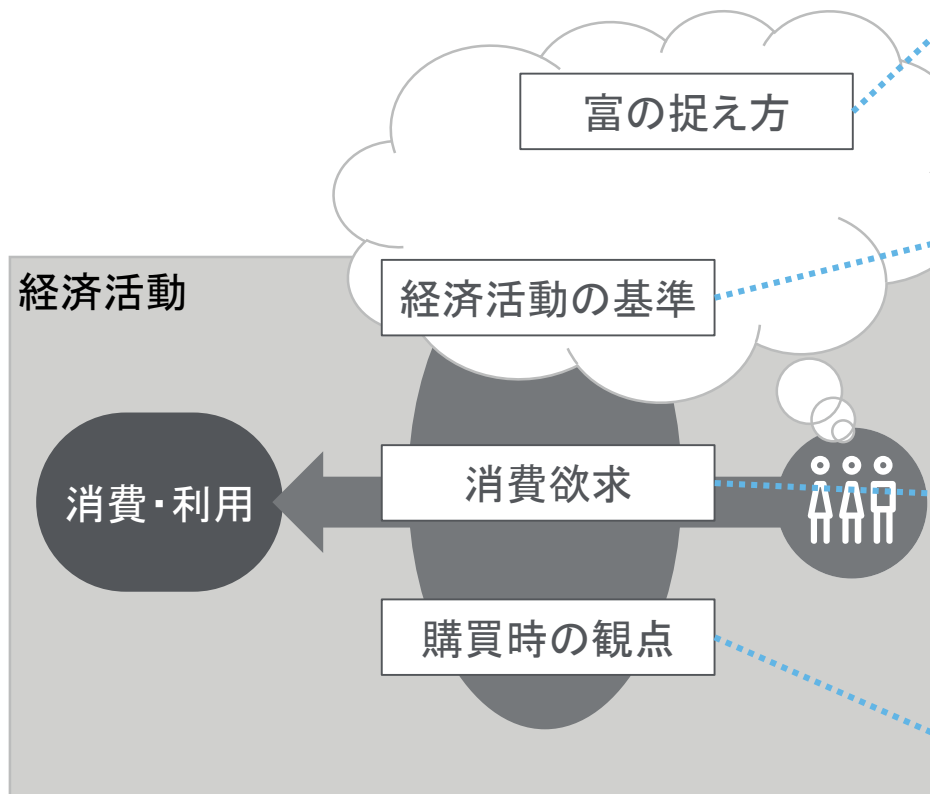 富の捉え方
経済活動
経済活動の基準
消費欲求
消費・利用
購買時の観点